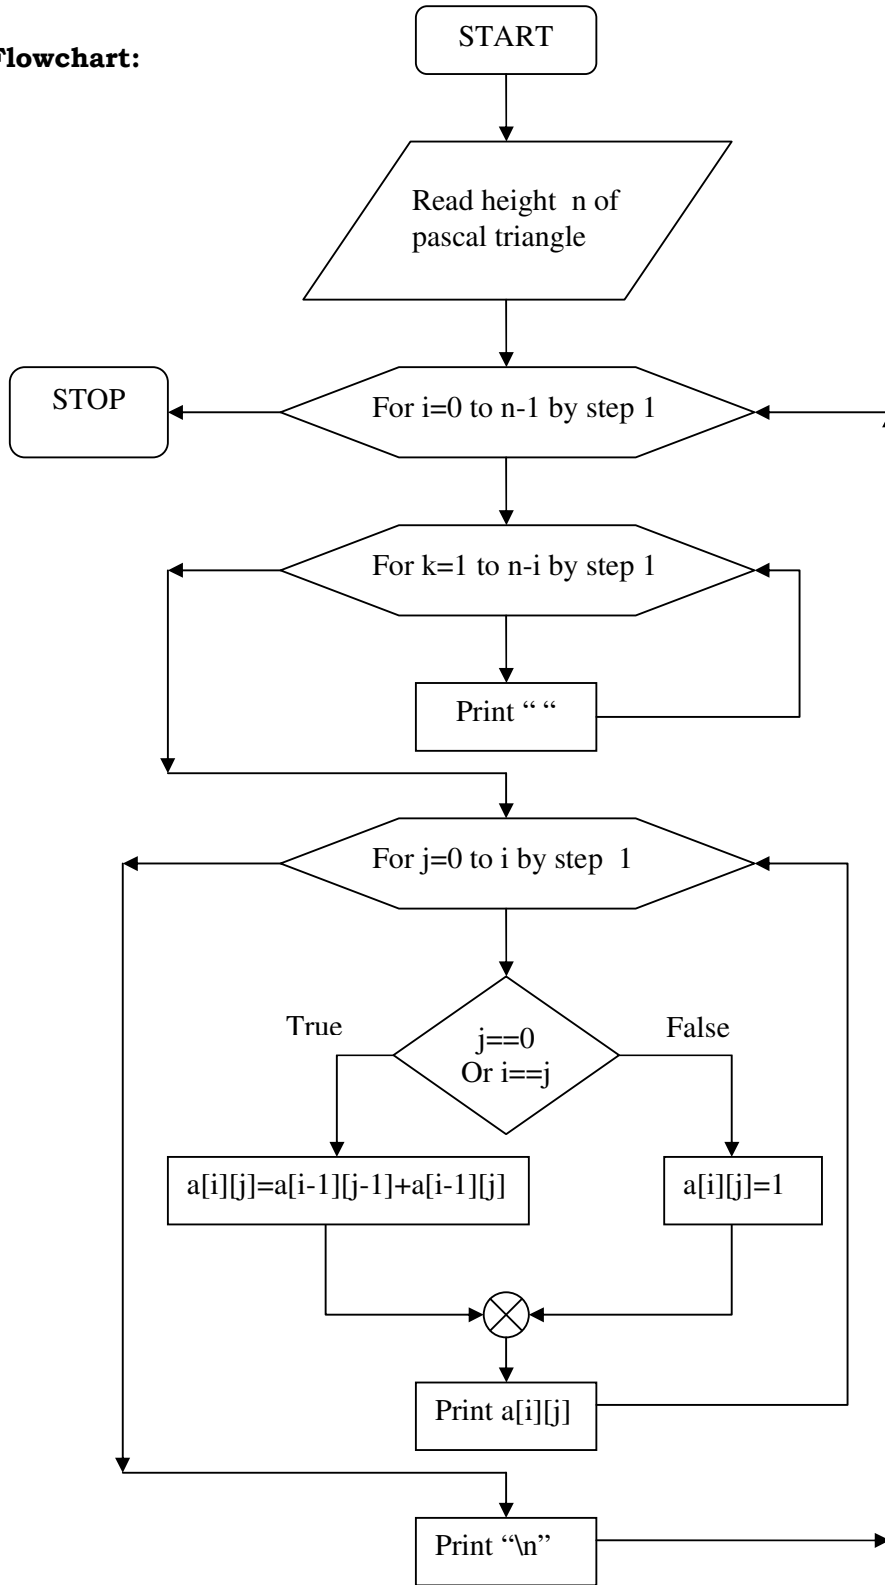 Flowchart:
START
Read height n of
pascal triangle
STOP
For i=0 to n-1 by step 1
For k=1 to n-i by step 1
Print “ “
For j=0 to i by step 1
True
False
j==0
Or i==j
a[i][j]=a[i-1][j-1]+a[i-1][j]
a[i][j]=1
Print a[i][j]
Print “\n”